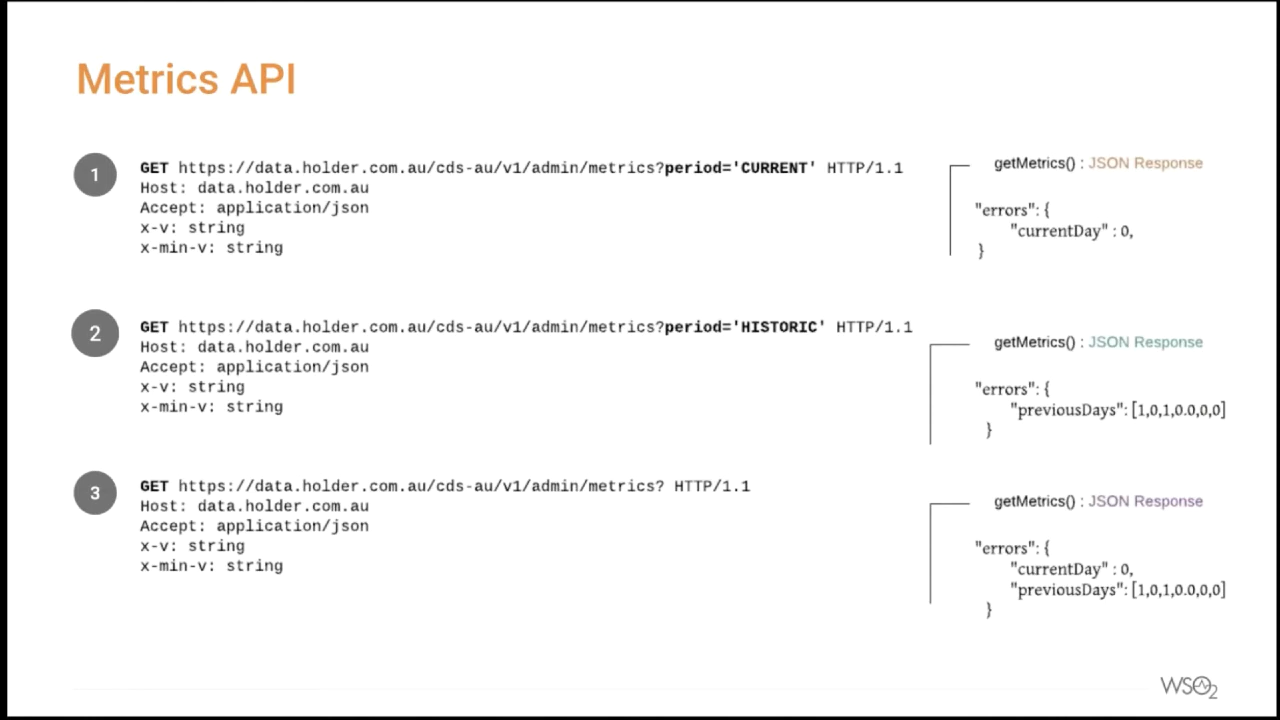 Metrics API
1
GET https://data.holder.com.au/cds-au/v1/admin/metrics?period='CURRENT' HTTP/1.1
Host: data.holder.com.au
Accept: application/json
x-v: string
x-min-v: string
getMetrics() : JSON Response
"errors": {
"currentDay" : 0,
}
2
GET https://data.holder.com.au/cds-au/v1/admin/metrics?period='HISTORIC' HTTP/1.1
Host: data.holder.com.au
Accept: application/json
x-v: string
x-min-v: string
getMetrics() : JSON Response
"errors": {
"previousDays": [1,0,1,0.0,0,0]
}
3
GET https://data.holder.com.au/cds-au/v1/admin/metrics? HTTP/1.1
Host: data.holder.com.au
Accept: application/json
x-v: string
x-min-v: string
getMetrics() : JSON Response
"errors": {
"currentDay" : 0,
"previousDays": [1,0,1,0.0,0,0]
}
WSO2